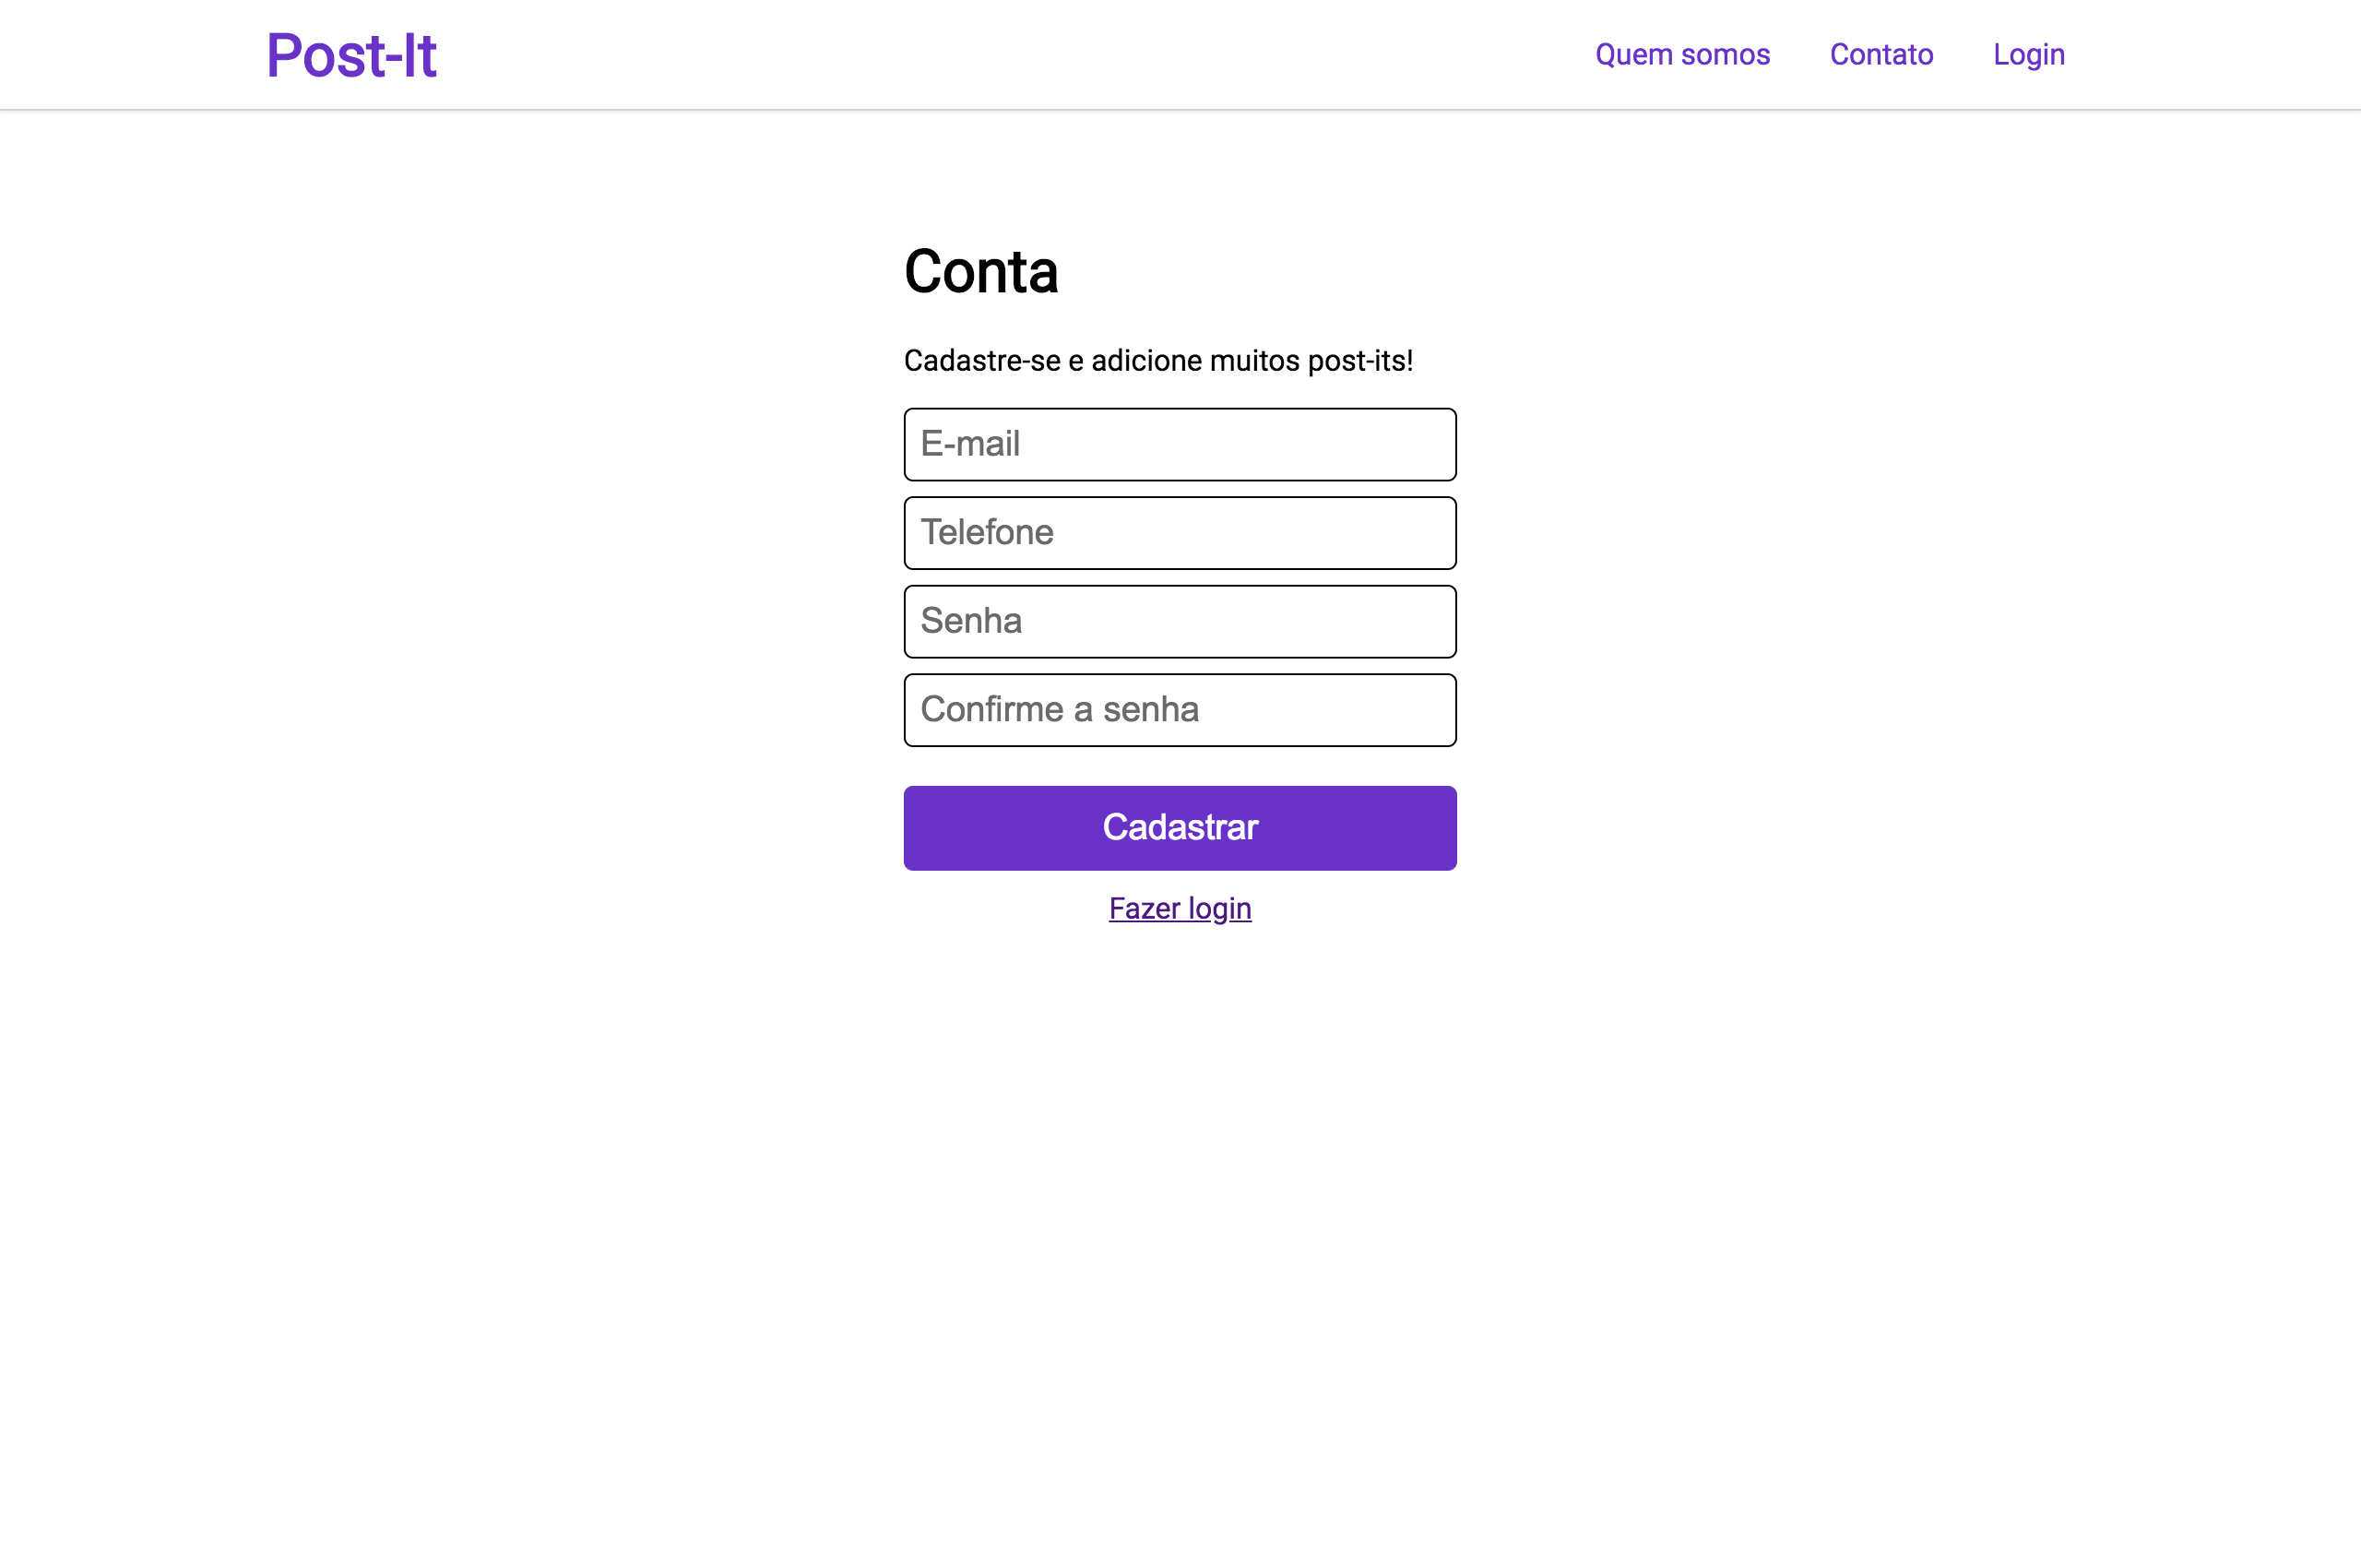 Post-It
Quem somos
Contato
Login
Conta
Cadastre-se e adicione muitos post-its!
E-mail
Telefone
Senha
Confirme a senha
Cadastrar
Fazer login